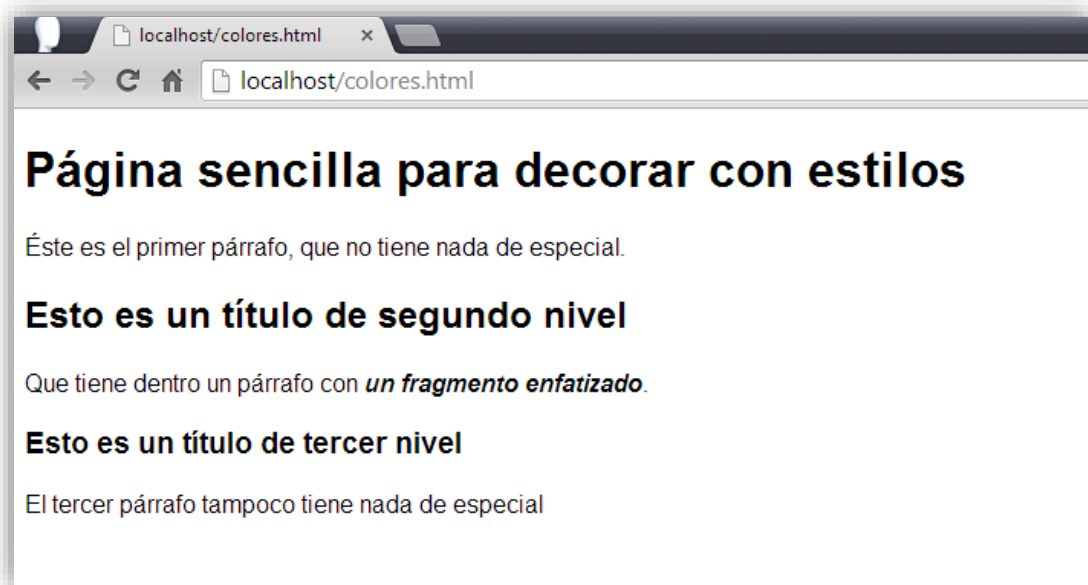 localhost/colores.html
localhost/colores.html
Página sencilla para decorar con estilos
Éste es el primer párrafo, que no tiene nada de especial.
Esto es un título de segundo nivel
Que tiene dentro un párrafo con un fragmento enfatizado.
Esto es un título de tercer nivel
El tercer párrafo tampoco tiene nada de especial